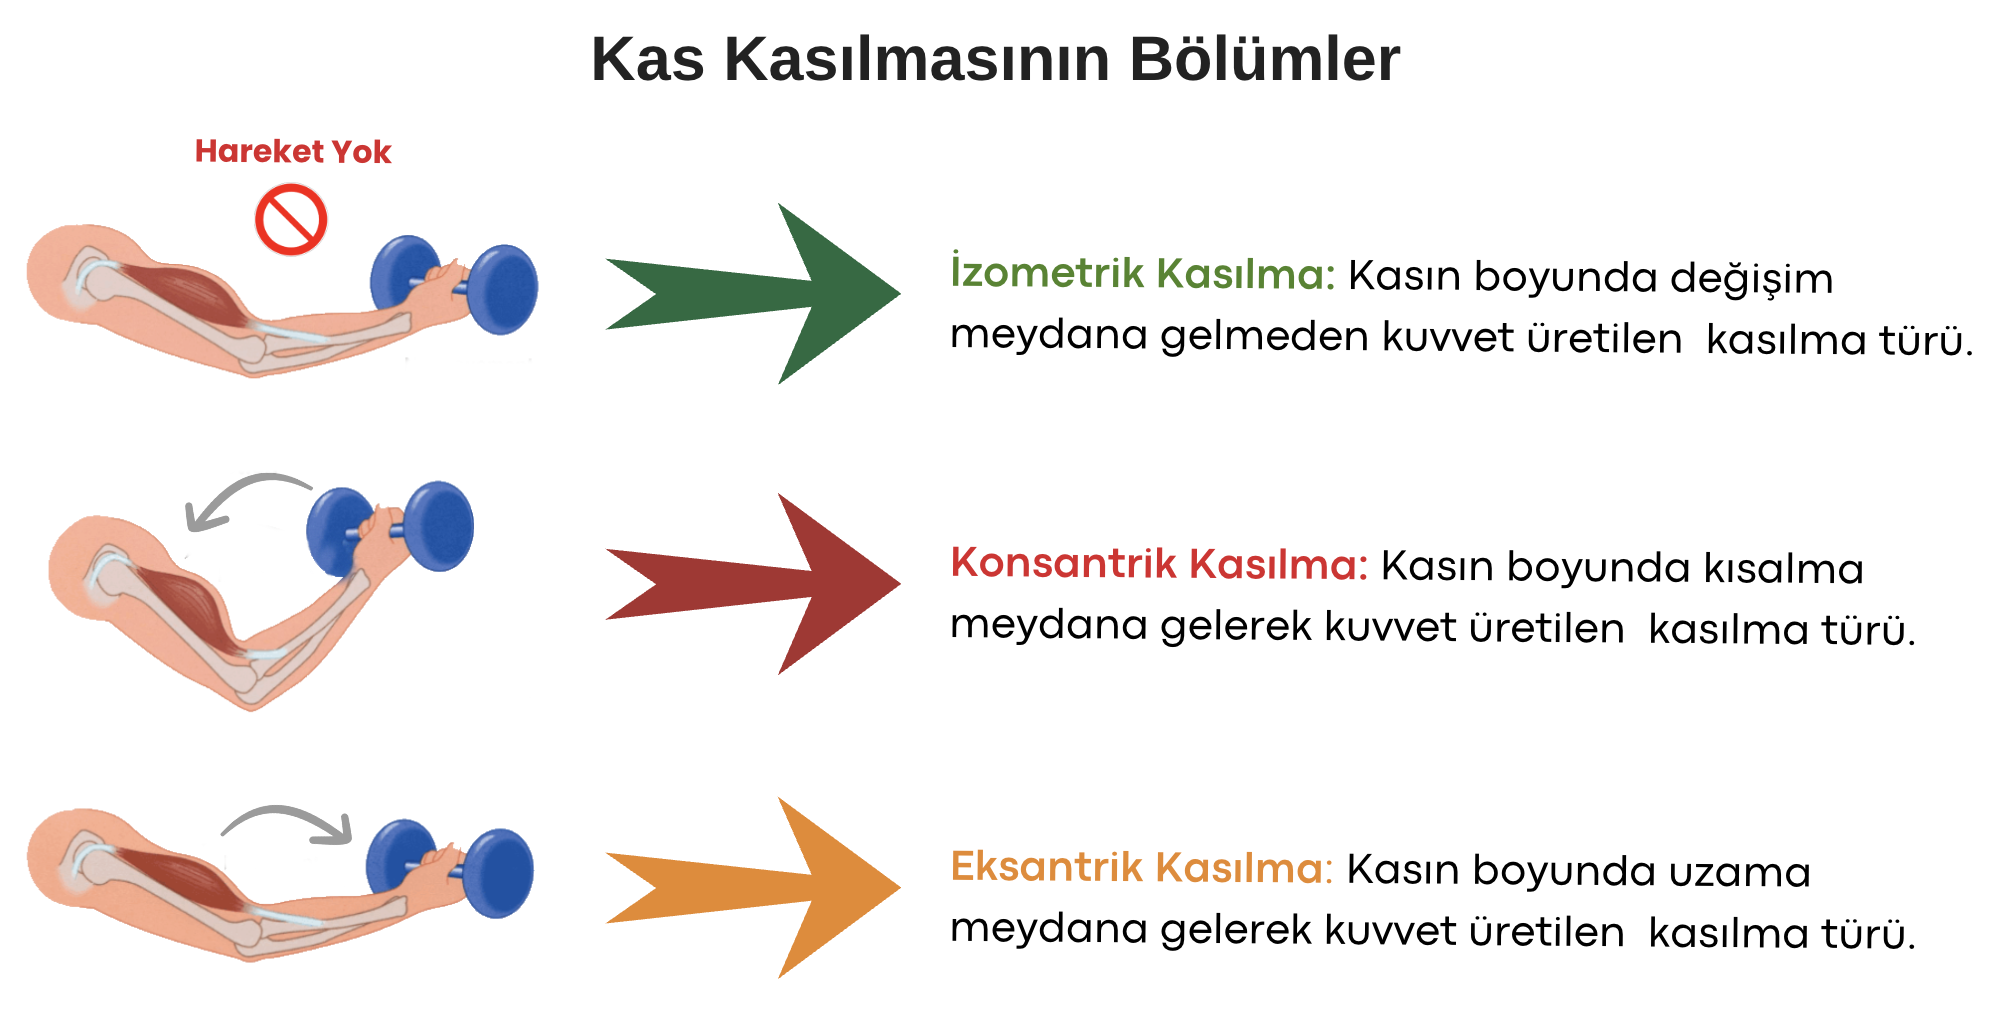 Kas Kasılmasının Bölümler
Hareket Yok
İzometrik Kasılma: Kasın boyunda değişim
meydana gelmeden kuvvet üretilen kasılma türü.
Konsantrik Kasılma: Kasın boyunda kısalma
meydana gelerek kuvvet üretilen kasılma türü.
Eksantrik Kasılma: Kasın boyunda uzama
meydana gelerek kuvvet üretilen kasılma türü.